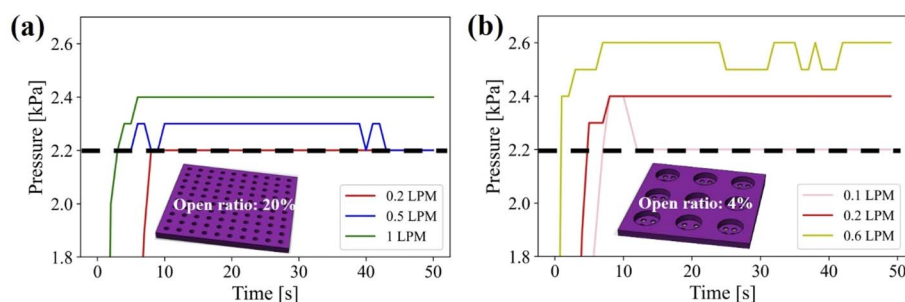 (a)
Pressure [kPa]
2.6
2.4
2.2
2.0
1.8
Open ratio: 20%
0.2 LPM
0.5 LPM
1 LPM
0 10 20 30 40 50
Time [s]
(b)
Pressure [kPa]
2.6
2.4
2.2
2.0
1.8
Open ratio: 4%
0.1 LPM
0.2 LPM
0.6 LPM
0 10 20 30 40 50
Time [s]